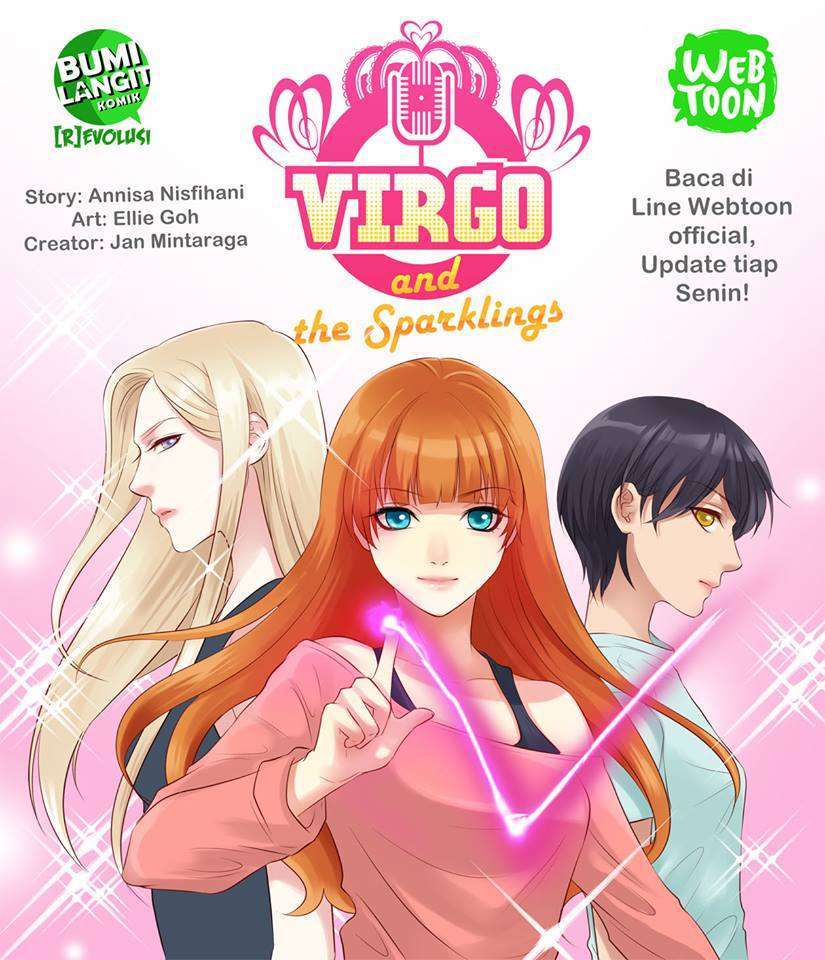 BUMI
LANGIT
KOMIK
[R]EVOLUSI
Story: Annisa Nisfihani
Art: Ellie Goh
Creator: Jan Mintaraga
VIRGO
and
the Sparklings
WEB
TOON
Baca di
Line Webtoon
official,
Update tiap
Senin!